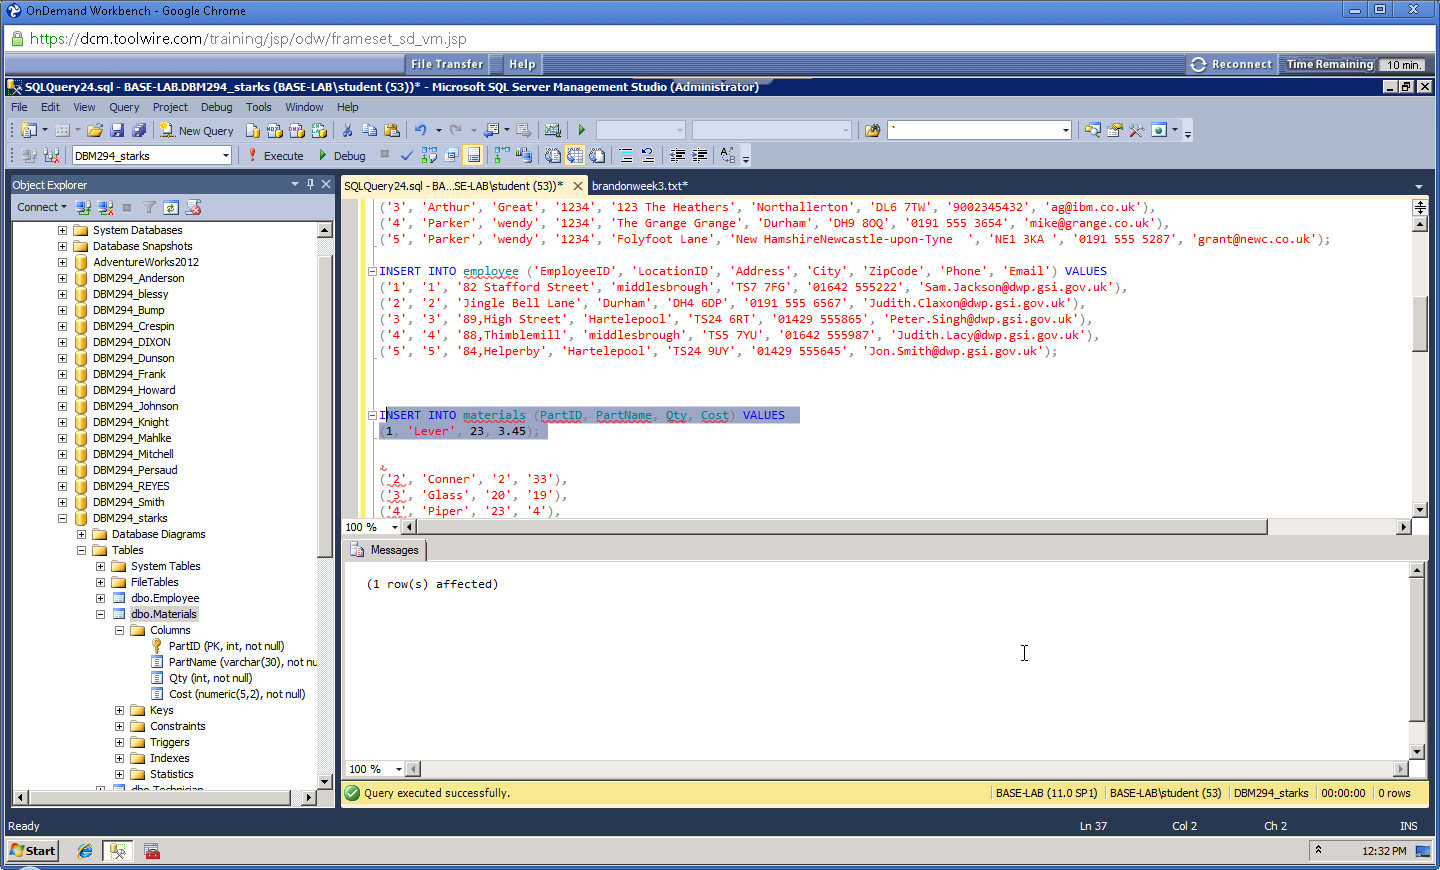 OnDemand Workbench - Google Chrome
https://dcm.toolwire.com/training/jsp/odw/frameset_sd_vm.jsp
File Transfer Help Reconnect Time Remaining 10 min.
SQLQuery24.sql - BASE-LAB.DBM294_starks (BASE-LAB\student (53))* - Microsoft SQL Server Management Studio (Administrator)
File Edit View Query Project Debug Tools Window Help
New Query
DBM294_starks Execute Debug
Object Explorer
Connect
System Databases
Database Snapshots
AdventureWorks2012
DBM294_Anderson
DBM294_blessy
DBM294_Bump
DBM294_Crespin
DBM294_DIXON
DBM294_Dunson
DBM294_Frank
DBM294_Howard
DBM294_Johnson
DBM294_Knight
DBM294_Mahlke
DBM294_Mitchell
DBM294_Persaud
DBM294_REYES
DBM294_Smith
DBM294_starks
Database Diagrams
Tables
System Tables
FileTables
dbo.Employee
dbo.Materials
Columns
PartID (PK, int, not null)
PartName (varchar(30), not nu
Qty (int, not null)
Cost (numeric(5,2), not null)
Keys
Constraints
Triggers
Indexes
Statistics
dbo.Technician
SQLQuery24.sql - BA...SE-LAB\student (53))* brandonweek3.txt*
('3', 'Arthur', 'Great', '1234', '123 The Heathers', 'Northallerton', 'DL6 7TW', '9002345432', 'ag@ibm.co.uk'),
('4', 'Parker', 'wendy', '1234', 'The Grange Grange', 'Durham', 'DH9 8OQ', '0191 555 3654', 'mike@grange.co.uk'),
('5', 'Parker', 'wendy', '1234', 'Folyfoot Lane', 'New HamshireNewcastle-upon-Tyne  ', 'NE1 3KA ', '0191 555 5287', 'grant@newc.co.uk');
INSERT INTO employee ('EmployeeID', 'LocationID', 'Address', 'City', 'ZipCode', 'Phone', 'Email') VALUES
('1', '1', '82 Stafford Street', 'middlesbrough', 'TS7 7FG', '01642 555222', 'Sam.Jackson@dwp.gsi.gov.uk'),
('2', '2', 'Jingle Bell Lane', 'Durham', 'DH4 6DP', '0191 555 6567', 'Judith.Claxon@dwp.gsi.gov.uk'),
('3', '3', '89,High Street', 'Hartelepool', 'TS24 6RT', '01429 555865', 'Peter.Singh@dwp.gsi.gov.uk'),
('4', '4', '88,Thimblemill', 'middlesbrough', 'TS5 7YU', '01642 555987', 'Judith.Lacy@dwp.gsi.gov.uk'),
('5', '5', '84,Helperby', 'Hartelepool', 'TS24 9UY', '01429 555645', 'Jon.Smith@dwp.gsi.gov.uk');
INSERT INTO materials (PartID, PartName, Qty, Cost) VALUES
(1, 'Lever', 23, 3.45);
,
('2', 'Conner', '2', '33'),
('3', 'Glass', '20', '19'),
('4', 'Piper', '23', '4'),
100 %
Messages
(1 row(s) affected)
100 %
Query executed successfully. BASE-LAB (11.0 SP1) BASE-LAB\student (53) DBM294_starks 00:00:00 0 rows
Ready Ln 37 Col 2 Ch 2 INS
Start 12:32 PM